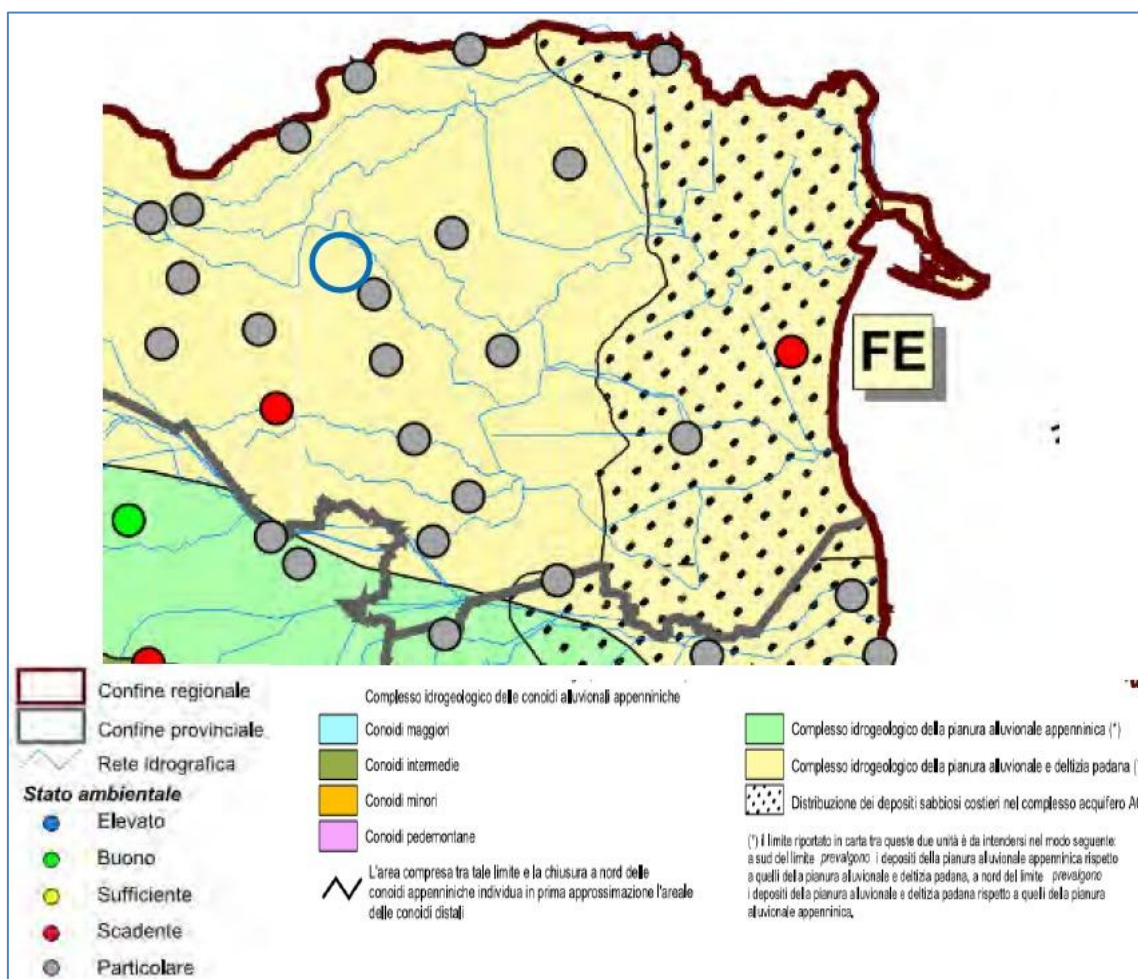 FE
Confine regionale
Confine provinciale
Rete Idrografica
Stato ambientale
Elevato
Buono
Sufficiente
Scadente
Particolare
Complesso idrogeologico delle conoidi alluvionali appenniniche
Conoidi maggiori
Conoidi intermedie
Conoidi minori
Conoidi pedemontane
L'area compresa tra tale limite e la chiusura a nord delle
conoidi appenniniche individua in prima approssimazione l'areale
delle conoidi distali
Complesso idrogeologico della pianura alluvionale appenninica (*)
Complesso idrogeologico della pianura alluvionale e deltizia padana (
Distribuzione dei depositi sabbiosi costieri nel complesso acquifero
(*) il limite riportato in carta tra queste due unità è da intendersi nel modo seguente:
a sud del limite prevalgono i depositi della pianura alluvionale appenninica rispetto
a quelli della pianura alluvionale e deltizia padana, a nord del limite prevalgono
i depositi della pianura alluvionale e deltizia padana rispetto a quelli della pianura
alluvionale appenninica.